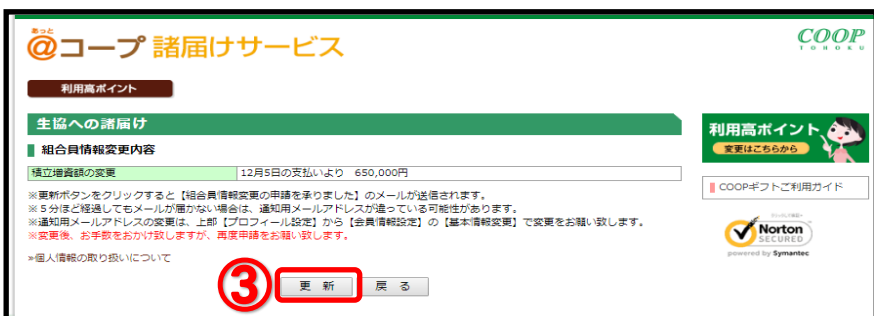 あっと
@コープ 諸届けサービス
COOP
TOHOKU
利用高ポイント
生協への諸届け
組合員情報変更内容
積立増資額の変更 12月5日の支払いより 650,000円
※更新ボタンをクリックすると【組合員情報変更の申請を承りました】のメールが送信されます。
※５分ほど経過してもメールが届かない場合は、通知用メールアドレスが違っている可能性があります。
※通知用メールアドレスの変更は、上部【プロフィール設定】から【会員情報設定】の【基本情報変更】で変更をお願い致します。
※変更後、お手数をおかけ致しますが、再度申請をお願い致します。
»個人情報の取り扱いについて
③ 更 新 戻 る
利用高ポイント
変更はこちらから
COOPギフトご利用ガイド
Norton
SECURED
powered by Symantec